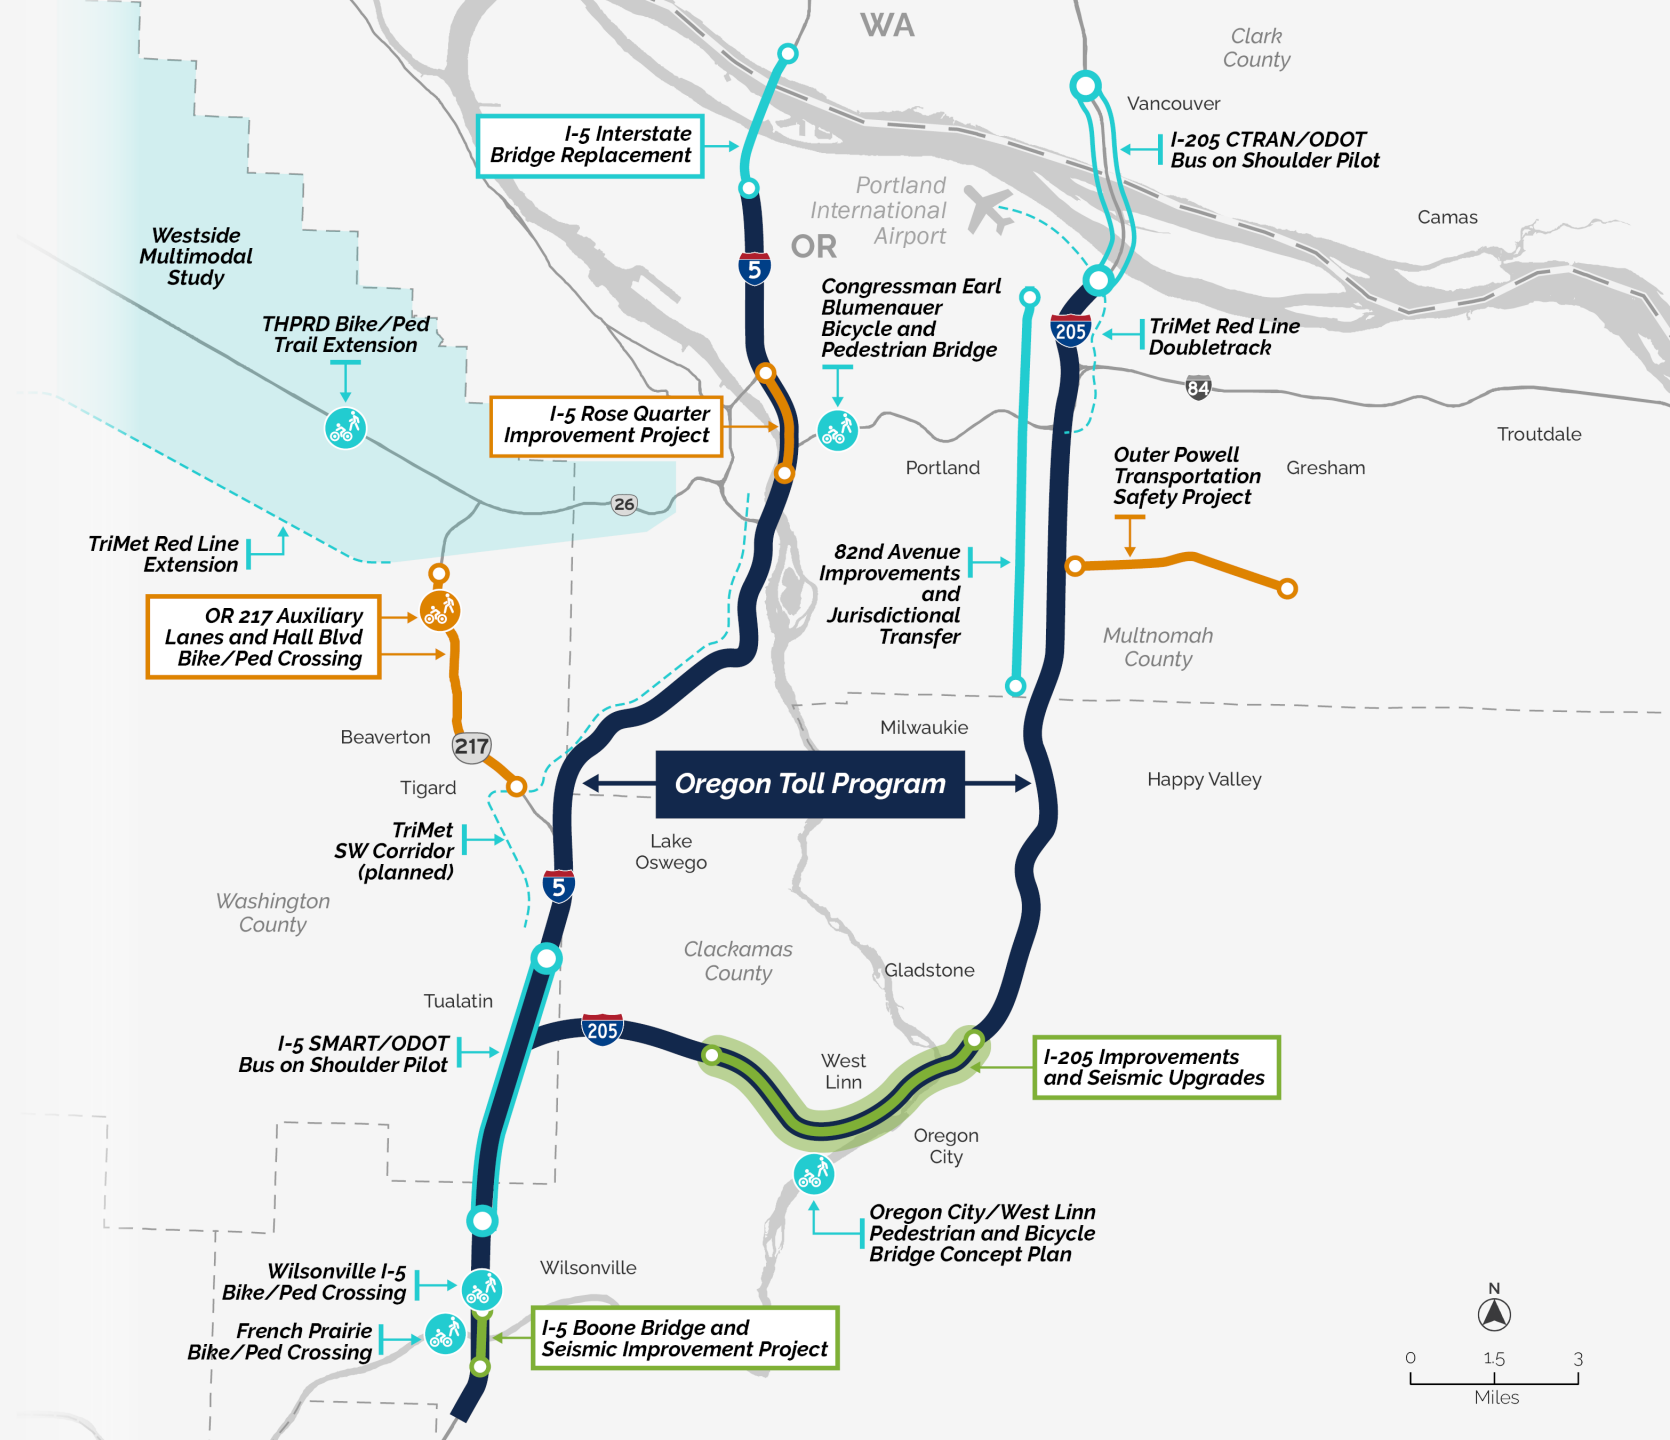 WA
Clark
County
Vancouver
I-5 Interstate
Bridge Replacement
I-205 CTRAN/ODOT
Bus on Shoulder Pilot
Portland
International
Airport
Camas
OR
Westside
Multimodal
Study
5
Congressman Earl
Blumenauer
Bicycle and
Pedestrian Bridge
THPRD Bike/Ped
Trail Extension
205
TriMet Red Line
Doubletrack
84
I-5 Rose Quarter
Improvement Project
Troutdale
Portland
Outer Powell
Transportation
Safety Project
Gresham
26
TriMet Red Line
Extension
82nd Avenue
Improvements
and
Jurisdictional
Transfer
OR 217 Auxiliary
Lanes and Hall Blvd
Bike/Ped Crossing
Multnomah
County
Beaverton
217
Milwaukie
Tigard
Oregon Toll Program
Happy Valley
TriMet
SW Corridor
(planned)
Lake
Oswego
5
Washington
County
Clackamas
County
Gladstone
Tualatin
205
I-5 SMART/ODOT
Bus on Shoulder Pilot
West
Linn
I-205 Improvements
and Seismic Upgrades
Oregon
City
Oregon City/West Linn
Pedestrian and Bicycle
Bridge Concept Plan
Wilsonville I-5
Bike/Ped Crossing
Wilsonville
French Prairie
Bike/Ped Crossing
I-5 Boone Bridge and
Seismic Improvement Project
N
0 1.5 3
Miles